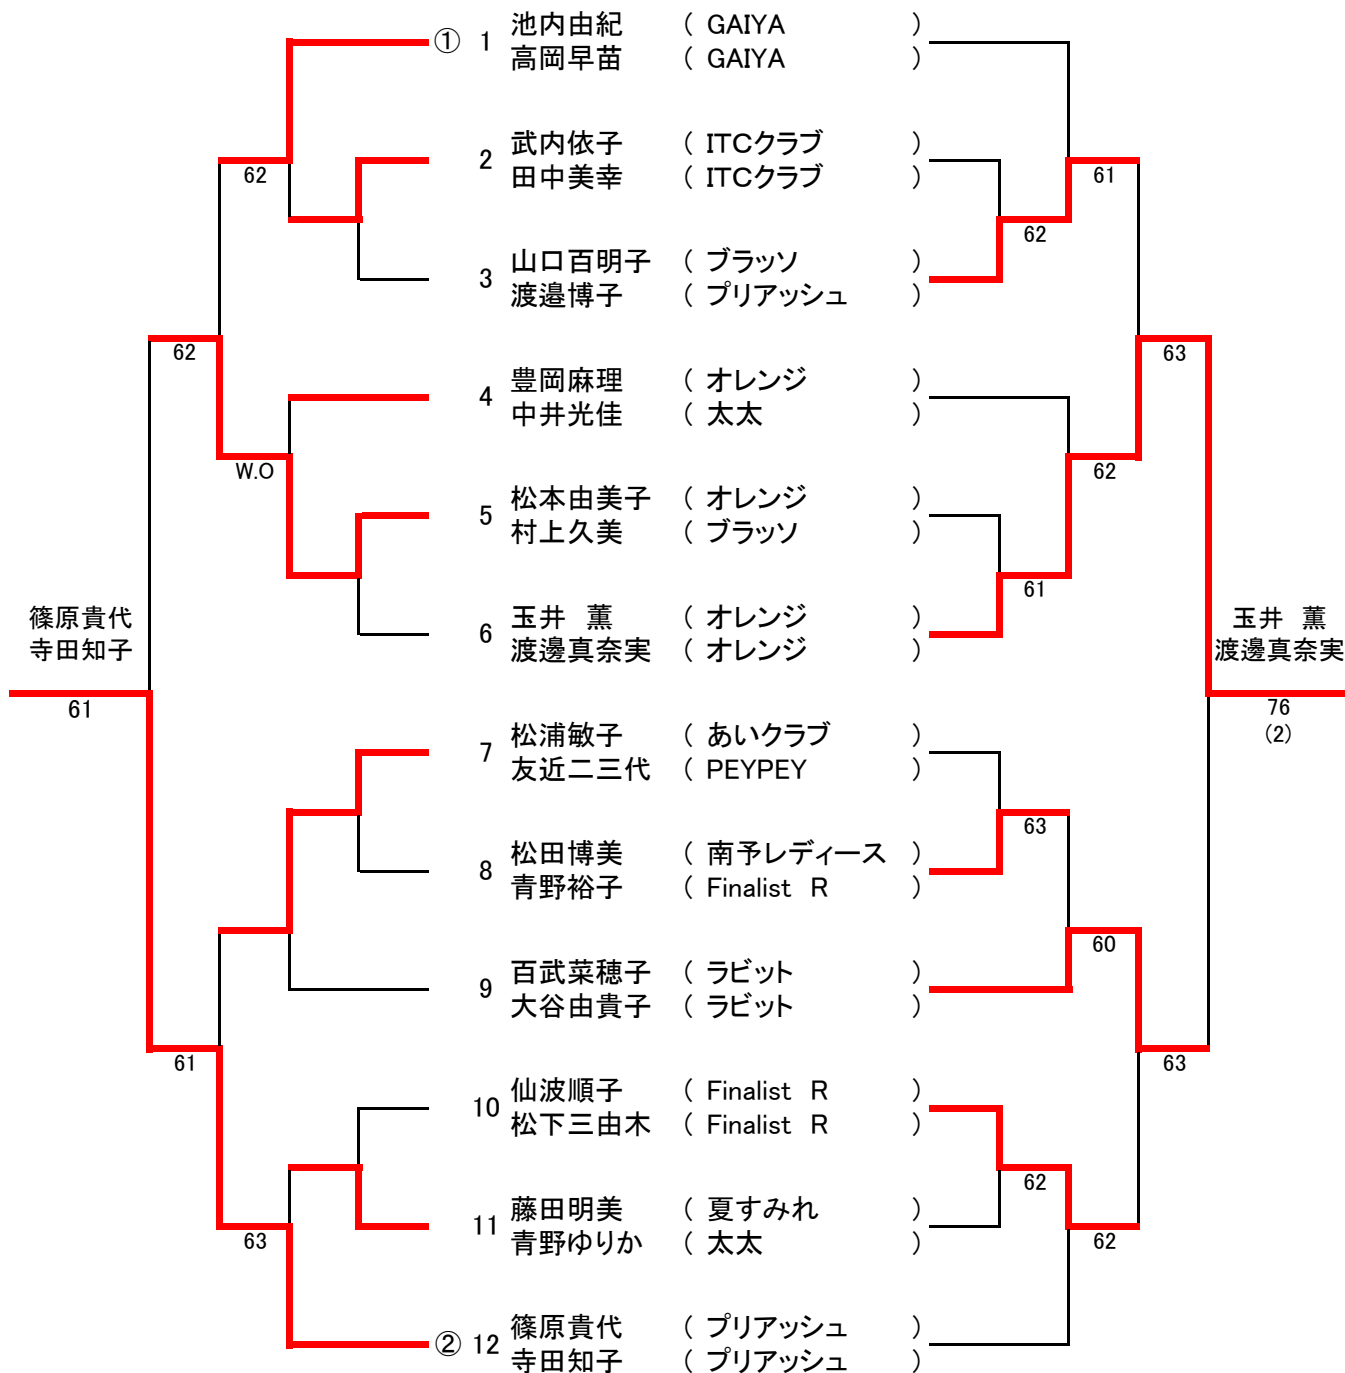 ① 1 池内由紀 ( GAIYA )
高岡早苗 ( GAIYA )
2 武内依子 ( ITCクラブ )
田中美幸 ( ITCクラブ )
62
61
62
3 山口百明子 ( ブラッソ )
渡邉博子 ( プリアッシュ )
62
63
4 豊岡麻理 ( オレンジ )
中井光佳 ( 太太 )
W.O
62
5 松本由美子 ( オレンジ )
村上久美 ( ブラッソ )
61
6 玉井 薫 ( オレンジ )
渡邊真奈実 ( オレンジ )
篠原貴代
寺田知子
玉井 薫
渡邊真奈実
61
76
(2)
7 松浦敏子 ( あいクラブ )
友近二三代 ( PEYPEY )
63
8 松田博美 ( 南予レディース )
青野裕子 ( Finalist R )
60
9 百武菜穂子 ( ラビット )
大谷由貴子 ( ラビット )
61
63
10 仙波順子 ( Finalist R )
松下三由木 ( Finalist R )
62
11 藤田明美 ( 夏すみれ )
青野ゆりか ( 太太 )
63
62
② 12 篠原貴代 ( プリアッシュ )
寺田知子 ( プリアッシュ )